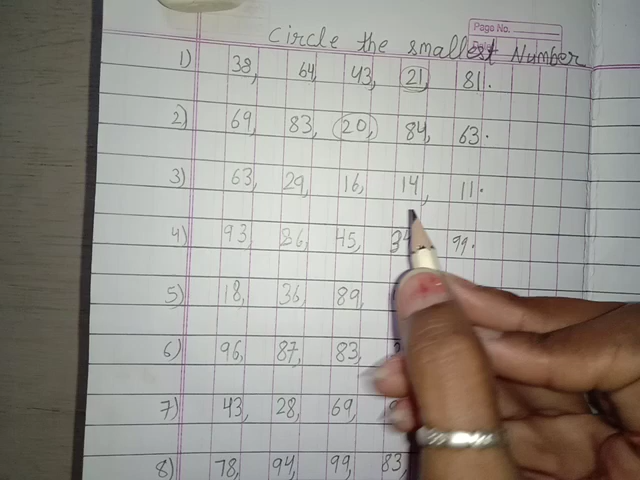 Page No.
Circle the smallest Number
1) 38, 64, 43, 21, 81.
2) 69, 83, 20, 84, 63.
3) 63, 29, 16, 14, 11.
4) 93, 86, 45, 34 99.
5) 18, 36, 89,
6) 96, 87, 83,
7) 43, 28, 69,
8) 78, 94, 99, 83,